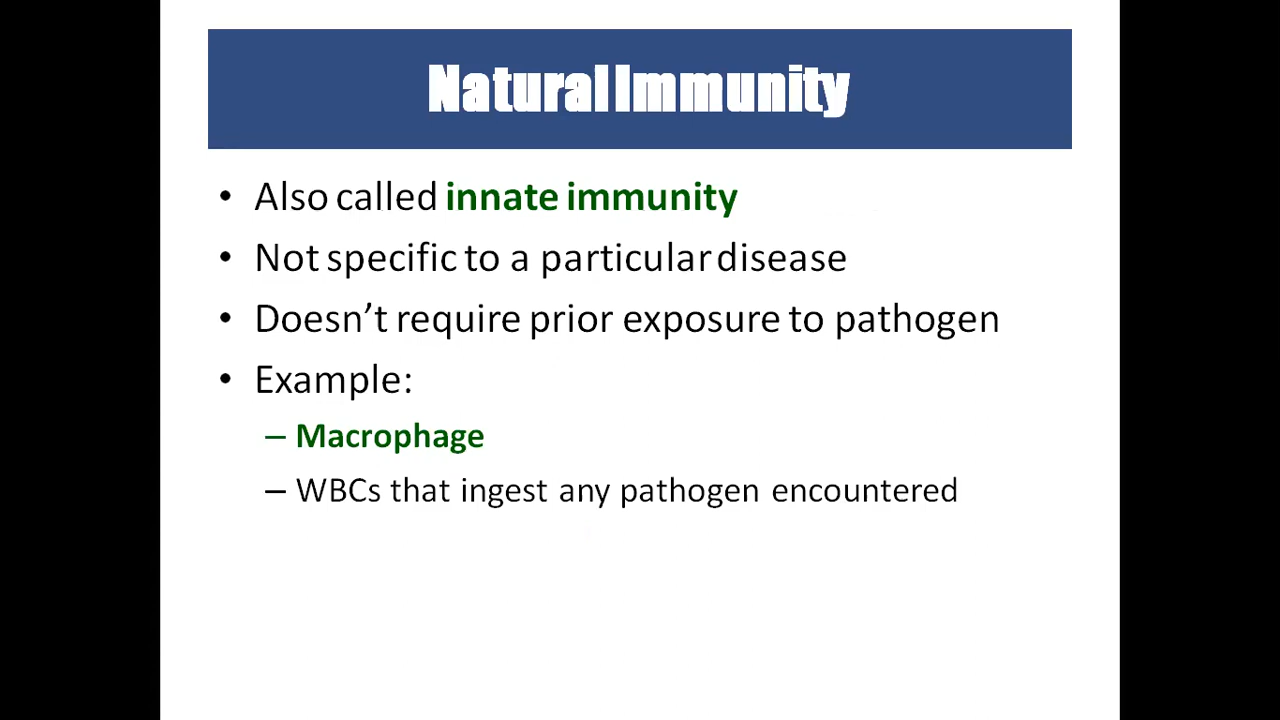 Natural Immunity
• Also called innate immunity
• Not specific to a particular disease
• Doesn’t require prior exposure to pathogen
• Example:
– Macrophage
– WBCs that ingest any pathogen encountered